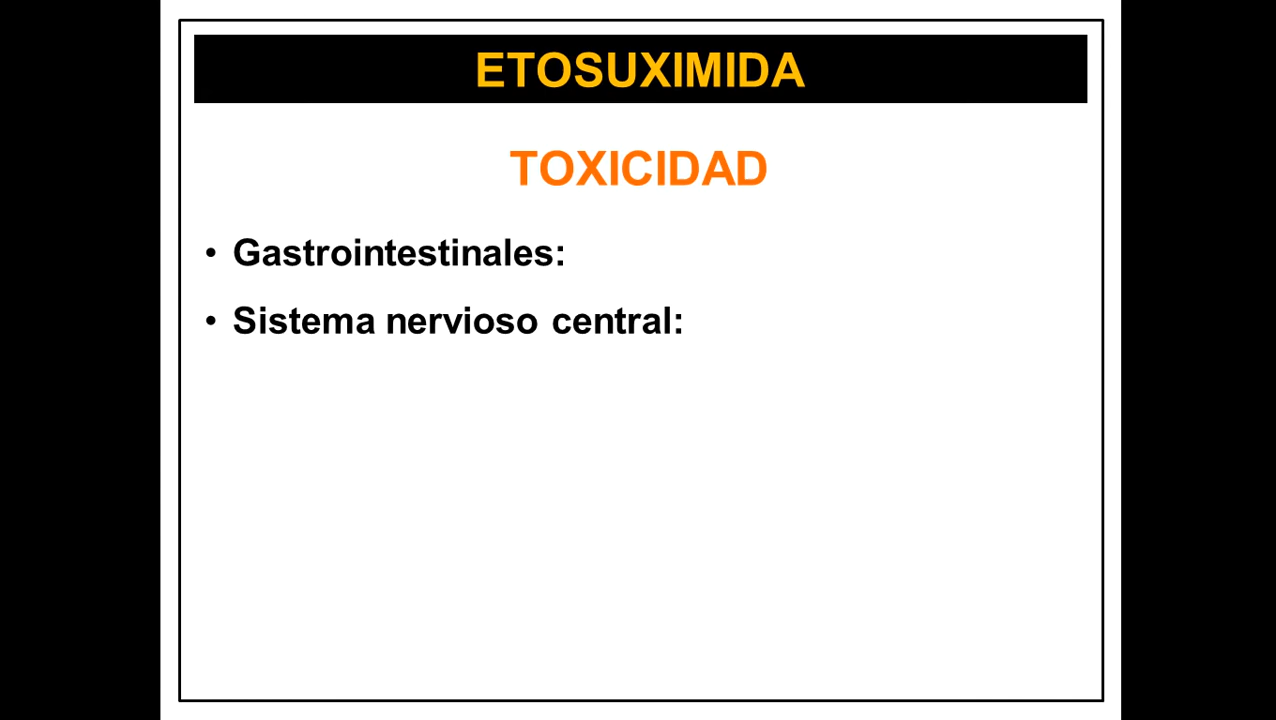 ETOSUXIMIDA
TOXICIDAD
• Gastrointestinales:
• Sistema nervioso central: